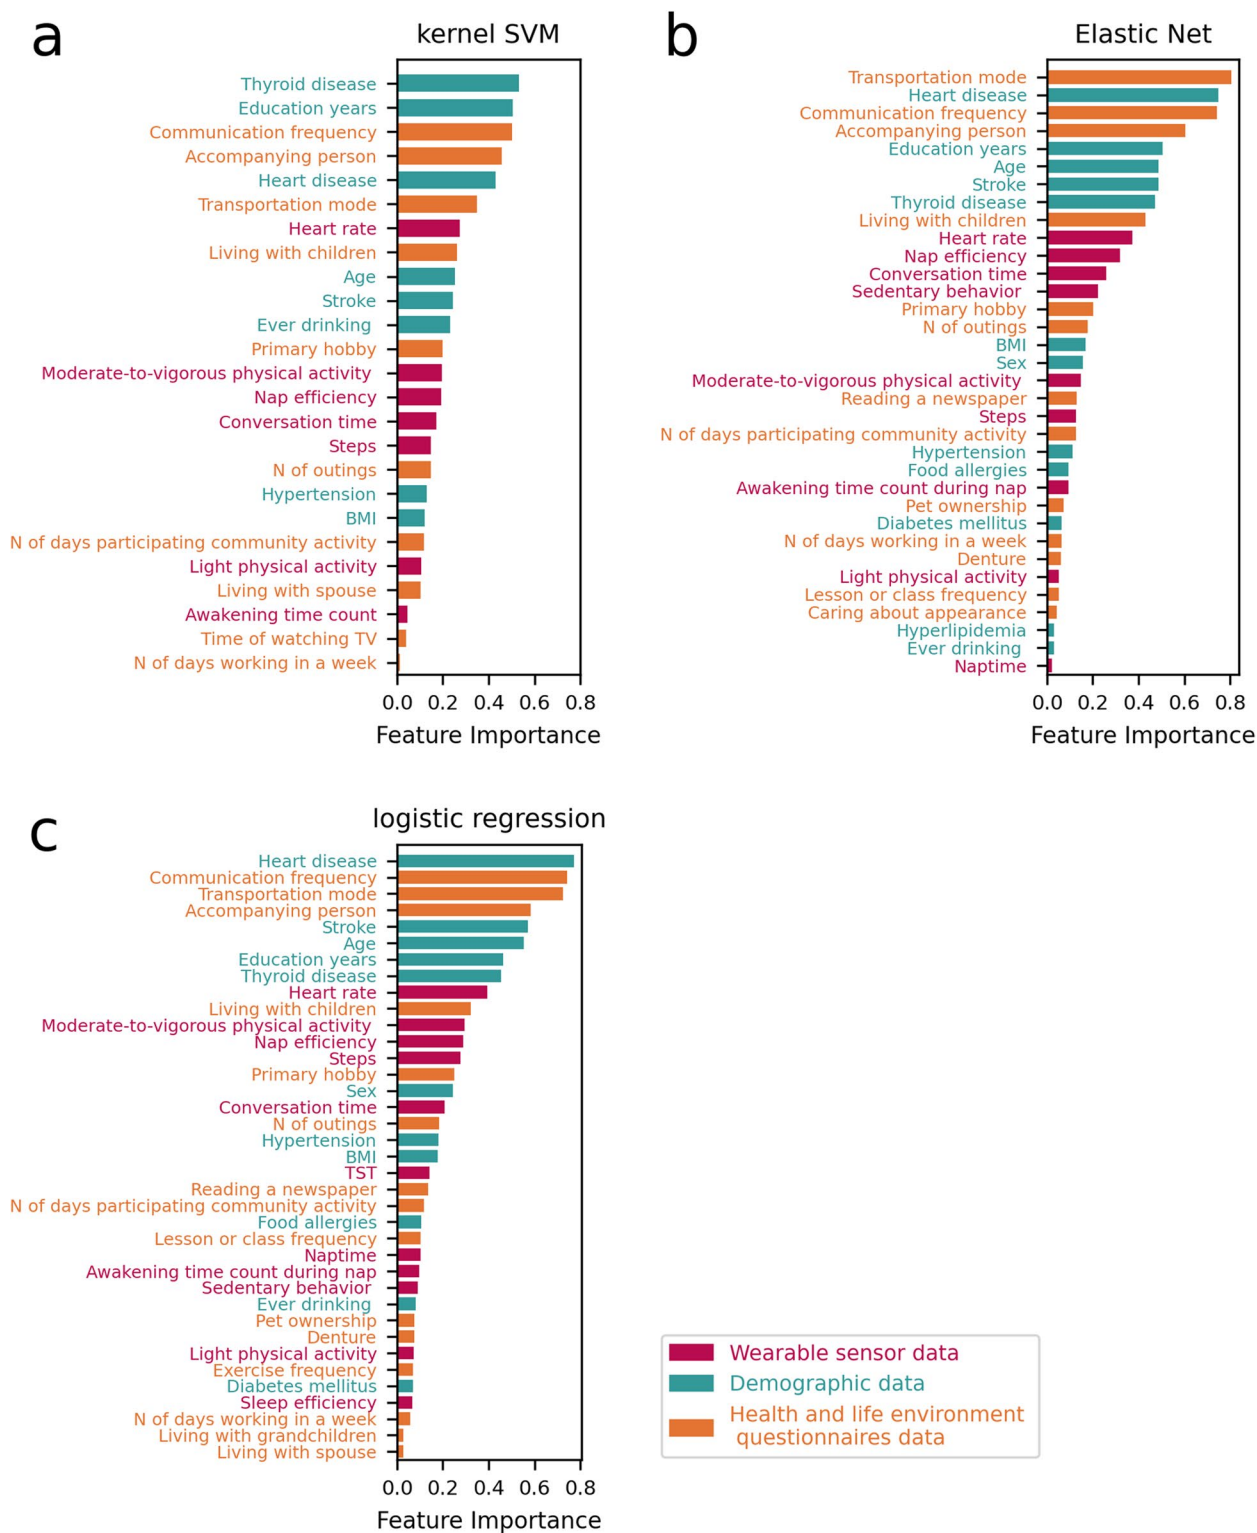 a
kernel SVM
Thyroid disease
Education years
Communication frequency
Accompanying person
Heart disease
Transportation mode
Heart rate
Living with children
Age
Stroke
Ever drinking
Primary hobby
Moderate-to-vigorous physical activity
Nap efficiency
Conversation time
Steps
N of outings
Hypertension
BMI
N of days participating community activity
Light physical activity
Living with spouse
Awakening time count
Time of watching TV
N of days working in a week
0.0 0.2 0.4 0.6 0.8
Feature Importance
b
Elastic Net
Transportation mode
Heart disease
Communication frequency
Accompanying person
Education years
Age
Stroke
Thyroid disease
Living with children
Heart rate
Nap efficiency
Conversation time
Sedentary behavior
Primary hobby
N of outings
BMI
Sex
Moderate-to-vigorous physical activity
Reading a newspaper
Steps
N of days participating community activity
Hypertension
Food allergies
Awakening time count during nap
Pet ownership
Diabetes mellitus
N of days working in a week
Denture
Light physical activity
Lesson or class frequency
Caring about appearance
Hyperlipidemia
Ever drinking
Naptime
0.0 0.2 0.4 0.6 0.8
Feature Importance
c
logistic regression
Heart disease
Communication frequency
Transportation mode
Accompanying person
Stroke
Age
Education years
Thyroid disease
Heart rate
Living with children
Moderate-to-vigorous physical activity
Nap efficiency
Steps
Primary hobby
Sex
Conversation time
N of outings
Hypertension
BMI
TST
Reading a newspaper
N of days participating community activity
Food allergies
Lesson or class frequency
Naptime
Awakening time count during nap
Sedentary behavior
Ever drinking
Pet ownership
Denture
Light physical activity
Exercise frequency
Diabetes mellitus
Sleep efficiency
N of days working in a week
Living with grandchildren
Living with spouse
0.0 0.2 0.4 0.6 0.8
Feature Importance
Wearable sensor data
Demographic data
Health and life environment
questionnaires data